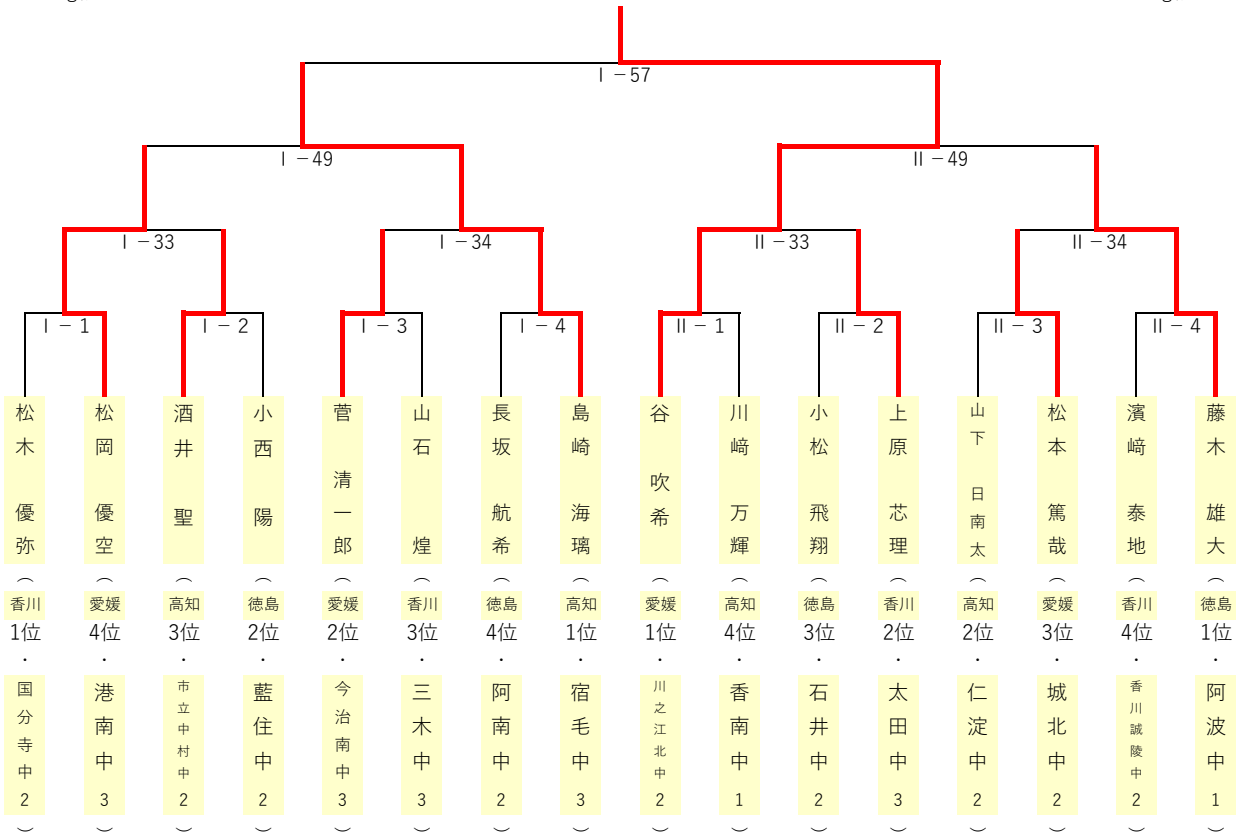 Ⅰ－57
Ⅰ－49
Ⅱ－49
Ⅰ－33
Ⅰ－34
Ⅱ－33
Ⅱ－34
Ⅰ－1
Ⅰ－2
Ⅰ－3
Ⅰ－4
Ⅱ－1
Ⅱ－2
Ⅱ－3
Ⅱ－4
松木　優弥（香川1位・国分寺中2）
松岡　優空（愛媛4位・港南中3）
酒井　聖（高知3位・市立中村中2）
小西　陽（徳島2位・藍住中2）
菅　清一郎（愛媛2位・今治南中3）
山石　煌（香川3位・三木中3）
長坂　航希（徳島4位・阿南中2）
島崎　海璃（高知1位・宿毛中3）
谷　吹希（愛媛1位・川之江北中2）
川﨑　万輝（高知4位・香南中1）
小松　飛翔（徳島3位・石井中2）
上原　芯理（香川2位・太田中3）
山下　日南太（高知2位・仁淀中2）
松本　篤哉（愛媛3位・城北中2）
濱﨑　泰地（香川4位・香川誠陵中2）
藤木　雄大（徳島1位・阿波中1）